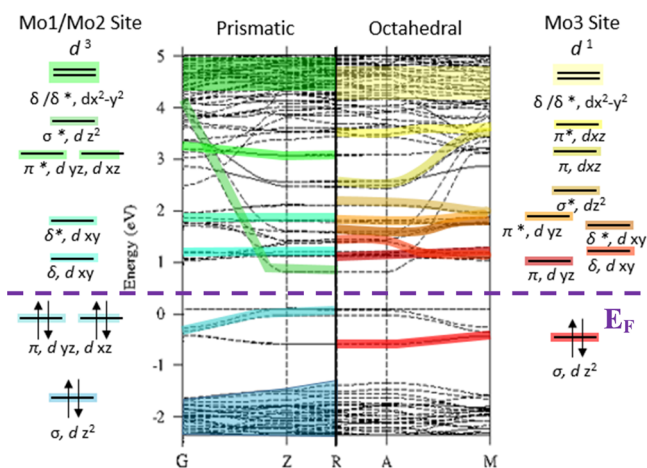 Mo1/Mo2 Site
d 3
Prismatic
Octahedral
Mo3 Site
d 1
δ /δ *, dx²-y²
σ *, d z²
π *, d yz, d xz
δ*, d xy
δ, d xy
π, d yz, d xz
σ, d z²
Energy (eV)
5
4
3
2
1
0
-1
-2
G
Z
R
A
M
δ /δ *, dx²-y²
π*, dxz
π, dxz
σ*, dz²
π *, d yz
δ *, d xy
δ, d xy
π, d yz
EF
σ, d z²